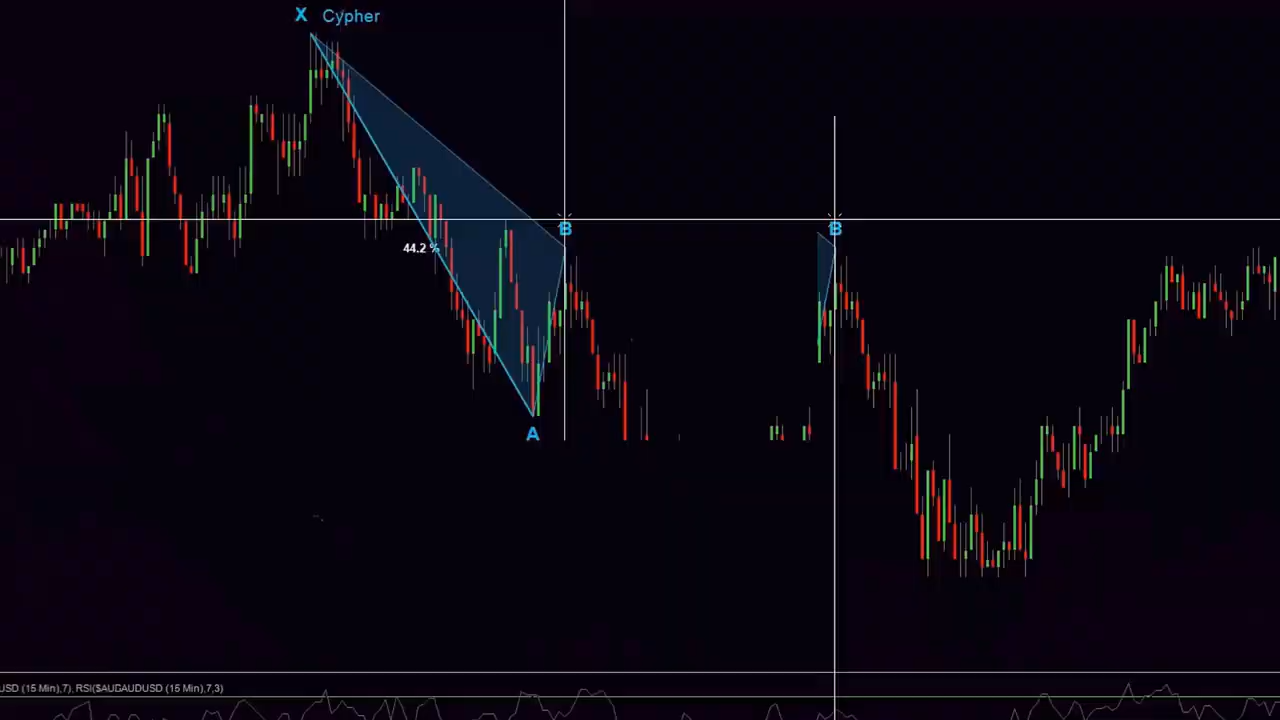 X Cypher
B B
44.2 %
A
USD (15 Min),7), RSI($AUGAUDUSD (15 Min),7,3)